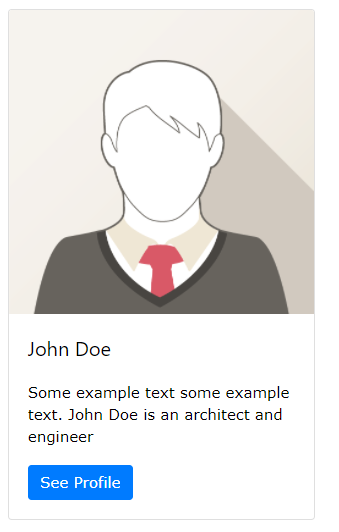 John Doe
Some example text some example
text. John Doe is an architect and
engineer
See Profile